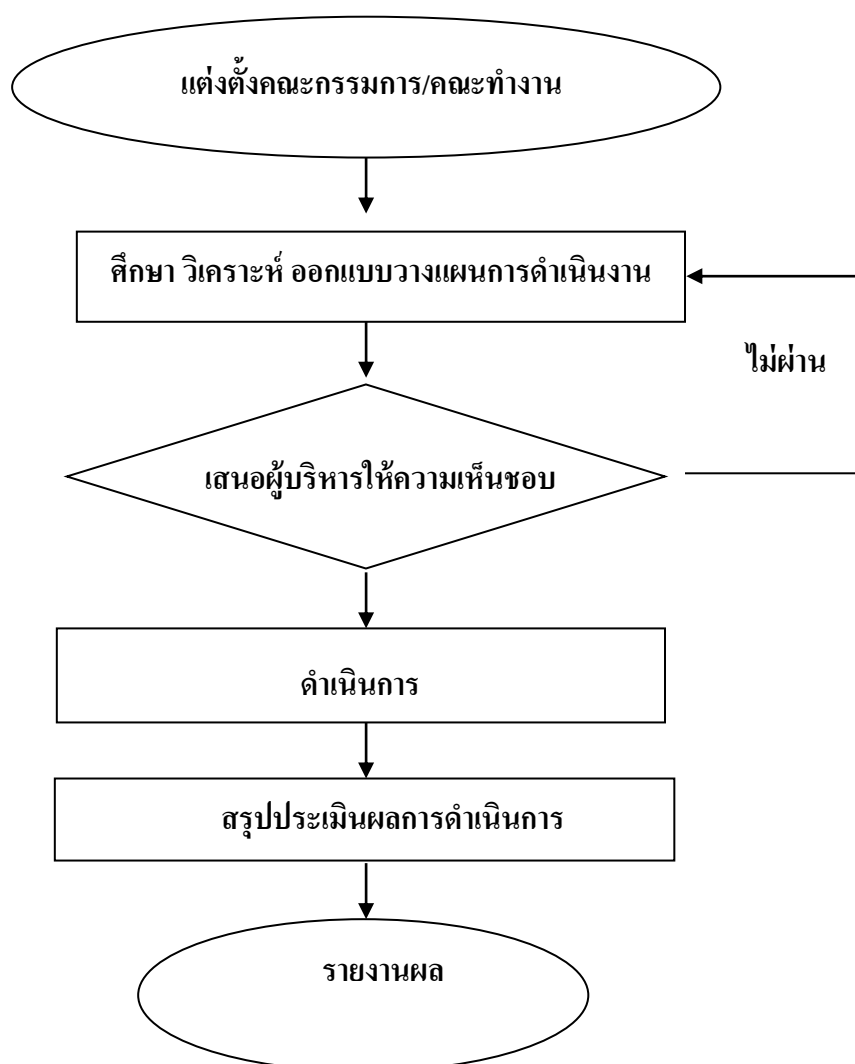 แต่งตั้งคณะกรรมการ/คณะทำงาน
ศึกษา วิเคราะห์ ออกแบบวางแผนการดำเนินงาน
ไม่ผ่าน
เสนอผู้บริหารให้ความเห็นชอบ
ดำเนินการ
สรุปประเมินผลการดำเนินการ
รายงานผล